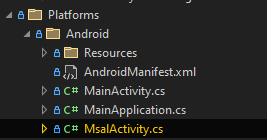 Platforms
Android
Resources
AndroidManifest.xml
C# MainActivity.cs
C# MainApplication.cs
C# MsalActivity.cs